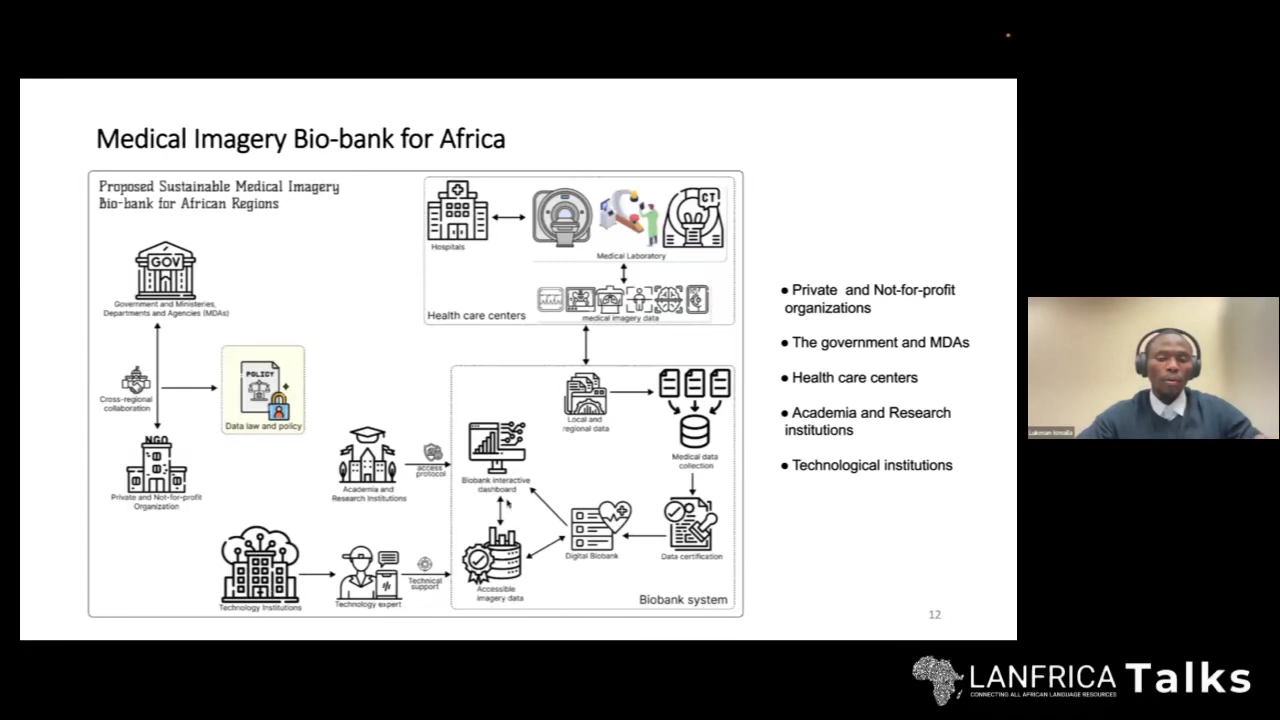 Medical Imagery Bio-bank for Africa
Proposed Sustainable Medical Imagery
Bio-bank for African Regions
GOV
Government and Ministries,
Departments and Agencies (MDAs)
Cross-regional
collaboration
POLICY
Data law and policy
NGO
Private and Not-for-profit
Organization
Hospitals
CT
Medical Laboratory
medical imagery data
Health care centers
Local and
regional data
Medical data
collection
Academia and
Research Institutions
access
protocol
Biobank interactive
dashboard
Digital Biobank
Data certification
Technology Institutions
Technology expert
Technical
support
Accessible
imagery data
Biobank system
● Private and Not-for-profit
organizations
● The government and MDAs
● Health care centers
● Academia and Research
institutions
● Technological institutions
12
Lukman Ismaila
LANFRICA Talks
CONNECTING ALL AFRICAN LANGUAGE RESOURCES